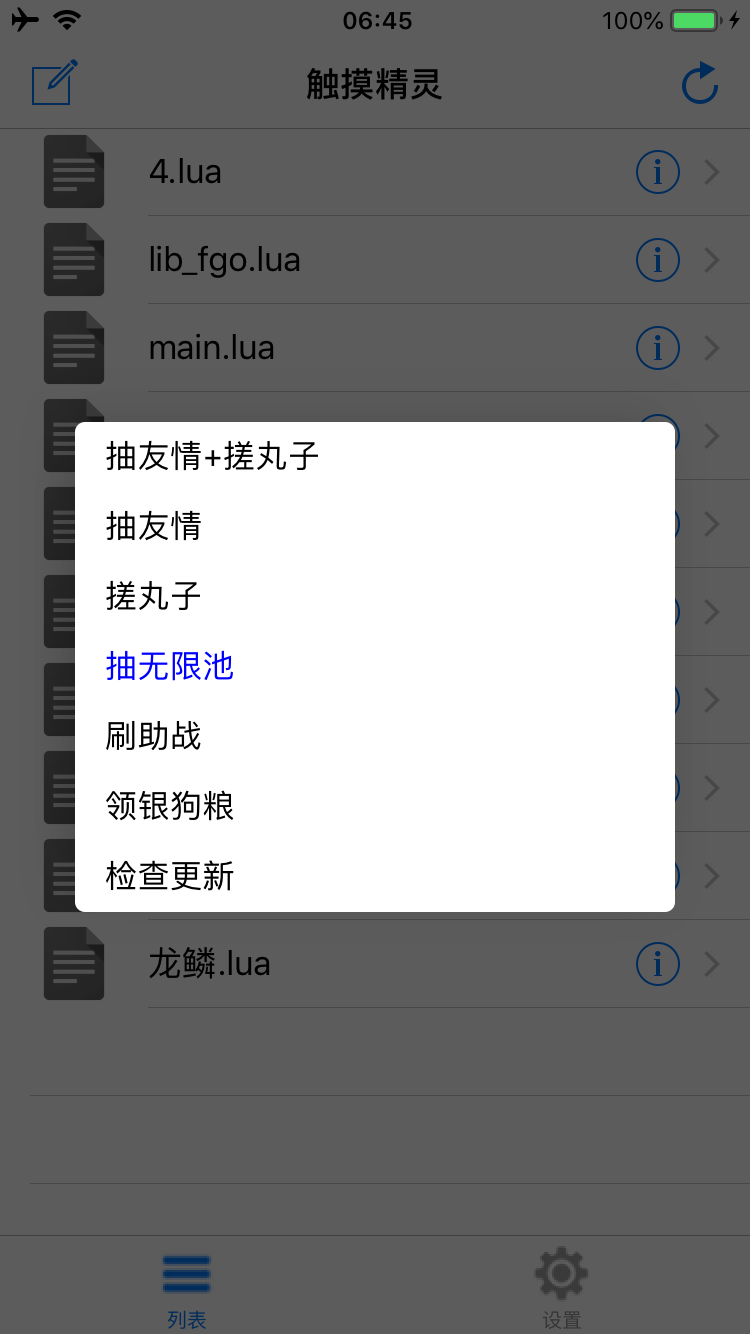 06:45
100%
触摸精灵
4.lua
lib_fgo.lua
main.lua
抽友情+搓丸子
抽友情
搓丸子
抽无限池
刷助战
领银狗粮
检查更新
龙鳞.lua
列表
设置